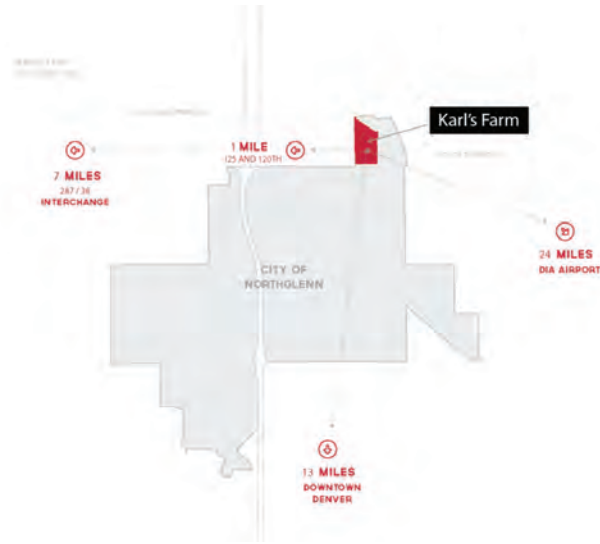 Karl's Farm
1 MILE
I25 AND 120TH
7 MILES
287 / 36
INTERCHANGE
24 MILES
DIA AIRPORT
CITY OF
NORTHGLENN
13 MILES
DOWNTOWN
DENVER